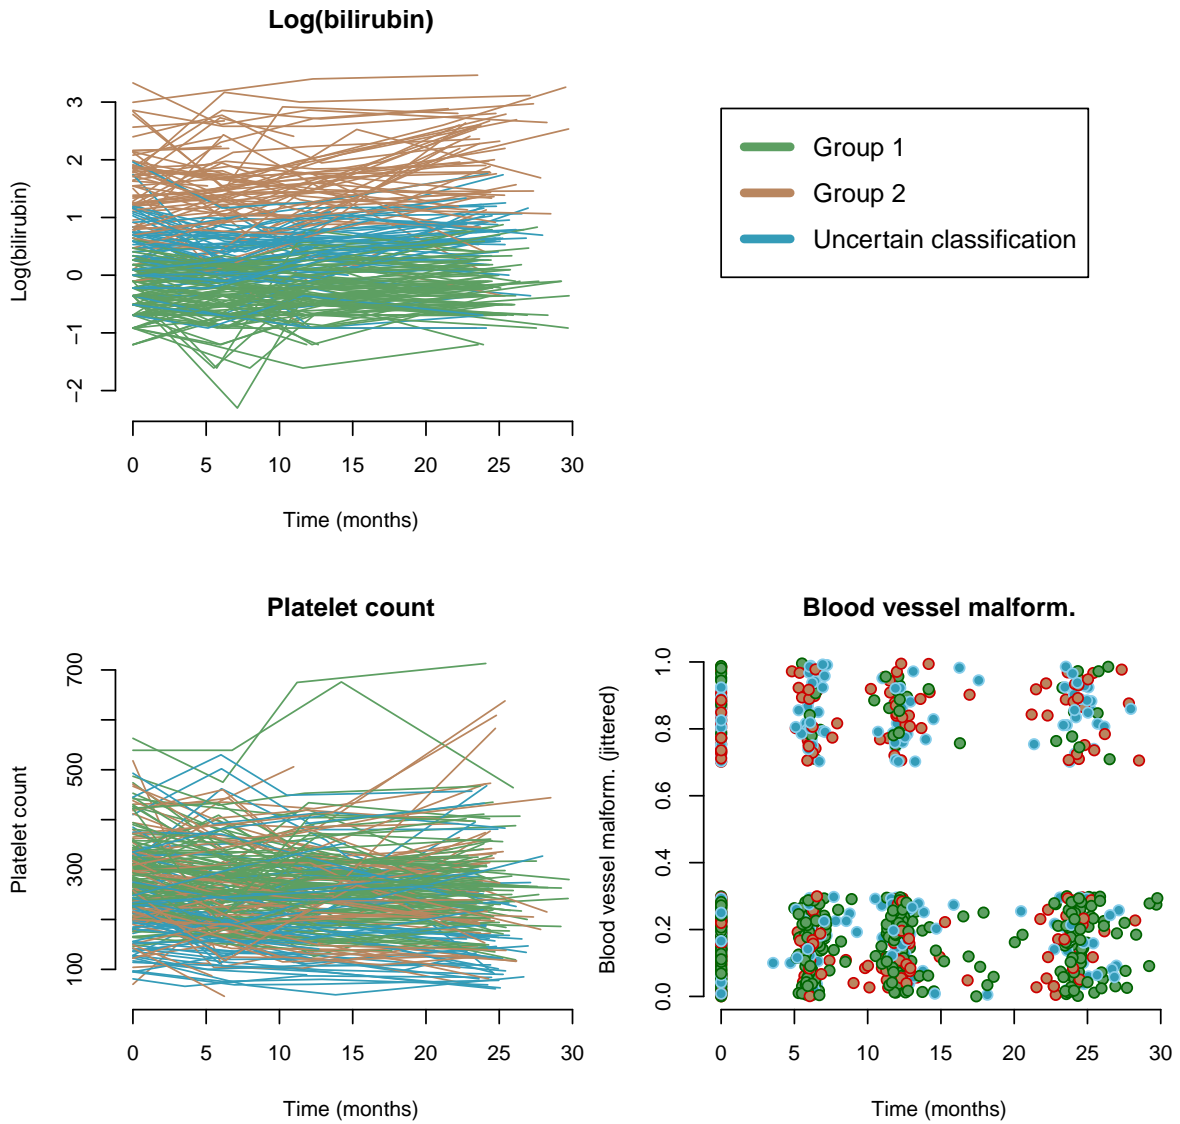 Log(bilirubin)
Log(bilirubin)
3
2
1
0
−1
−2
0 5 10 15 20 25 30
Time (months)
Group 1
Group 2
Uncertain classification
Platelet count
Platelet count
700
500
300
100
0 5 10 15 20 25 30
Time (months)
Blood vessel malform.
Blood vessel malform. (jittered)
1.0
0.8
0.6
0.4
0.2
0.0
0 5 10 15 20 25 30
Time (months)